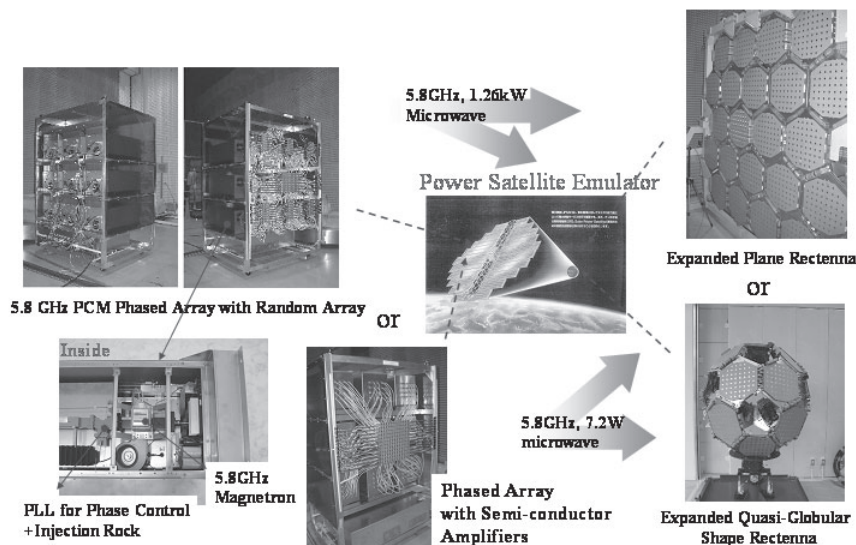 5.8GHz, 1.26kW
Microwave
Power Satellite Emulator
Expanded Plane Rectenna
or
5.8 GHz PCM Phased Array with Random Array
or
Inside
5.8GHz, 7.2W
microwave
5.8GHz
Magnetron
PLL for Phase Control
+Injection Rock
Phased Array
with Semi-conductor
Amplifiers
Expanded Quasi-Globular
Shape Rectenna